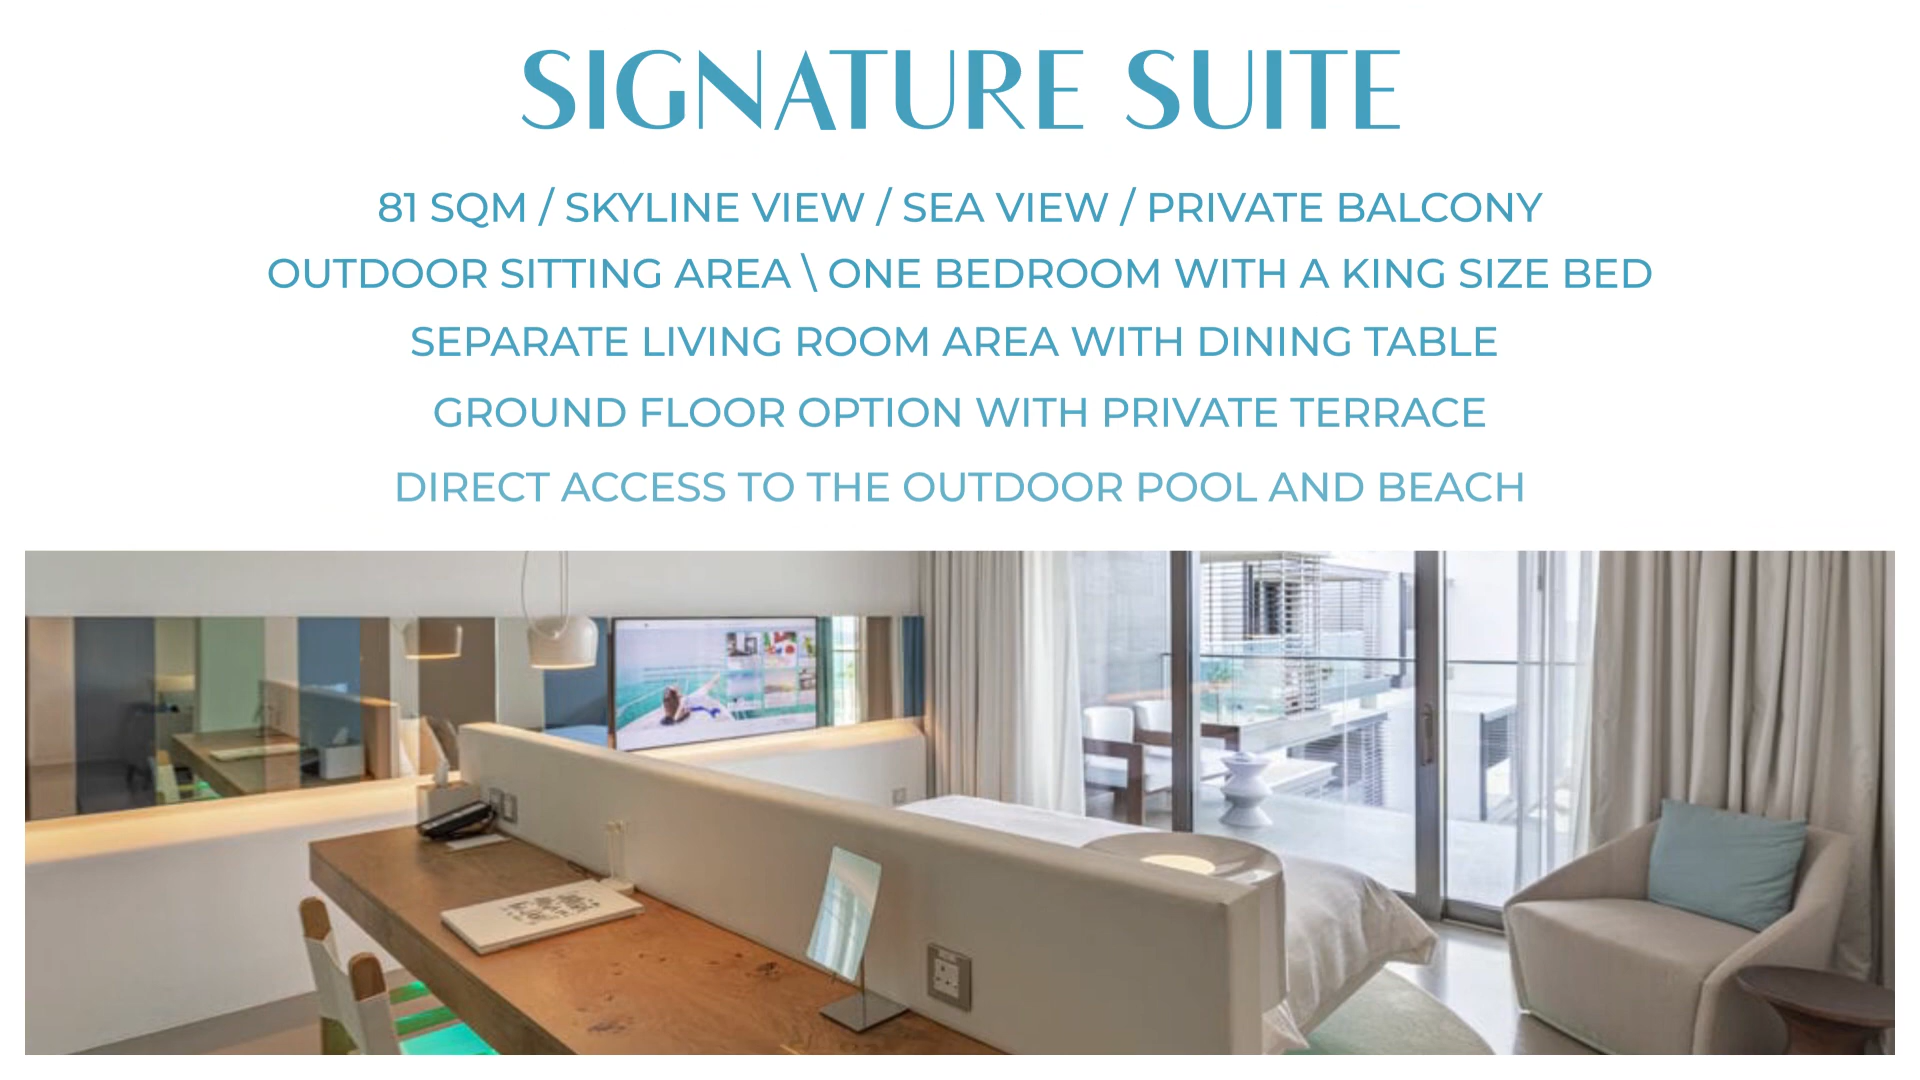 SIGNATURE SUITE
81 SQM / SKYLINE VIEW / SEA VIEW / PRIVATE BALCONY
OUTDOOR SITTING AREA \ ONE BEDROOM WITH A KING SIZE BED
SEPARATE LIVING ROOM AREA WITH DINING TABLE
GROUND FLOOR OPTION WITH PRIVATE TERRACE
DIRECT ACCESS TO THE OUTDOOR POOL AND BEACH